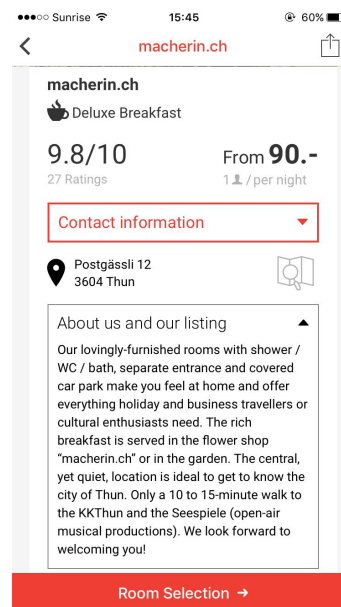 Sunrise 15:45 60%
macherin.ch
macherin.ch
Deluxe Breakfast
9.8/10 From 90.-
27 Ratings 1 / per night
Contact information
Postgässli 12
3604 Thun
About us and our listing
Our lovingly-furnished rooms with shower /
WC / bath, separate entrance and covered
car park make you feel at home and offer
everything holiday and business travellers or
cultural enthusiasts need. The rich
breakfast is served in the flower shop
“macherin.ch” or in the garden. The central,
yet quiet, location is ideal to get to know the
city of Thun. Only a 10 to 15-minute walk to
the KKThun and the Seespiele (open-air
musical productions). We look forward to
welcoming you!
Room Selection →